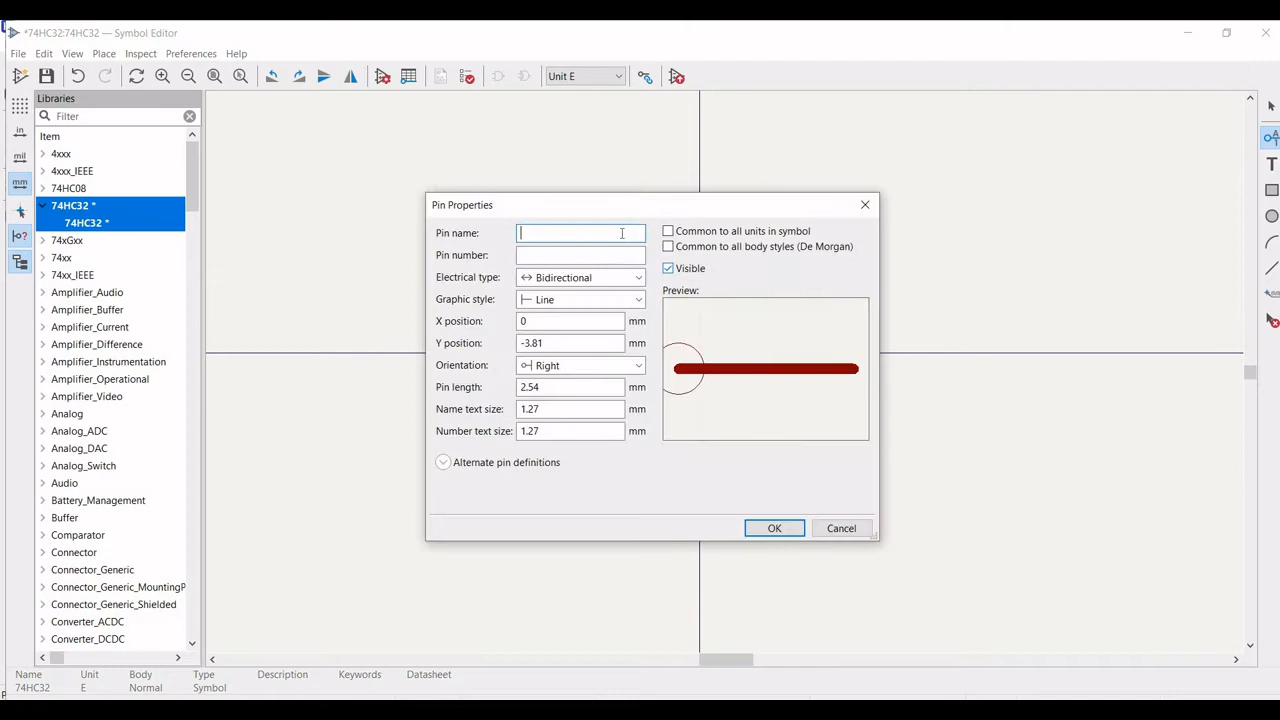 *74HC32:74HC32 — Symbol Editor
File Edit View Place Inspect Preferences Help
Unit E
Libraries
Filter
Item
4xxx
4xxx_IEEE
74HC08
74HC32 *
74HC32 *
74xGxx
74xx
74xx_IEEE
Amplifier_Audio
Amplifier_Buffer
Amplifier_Current
Amplifier_Difference
Amplifier_Instrumentation
Amplifier_Operational
Amplifier_Video
Analog
Analog_ADC
Analog_DAC
Analog_Switch
Audio
Battery_Management
Buffer
Comparator
Connector
Connector_Generic
Connector_Generic_MountingP
Connector_Generic_Shielded
Converter_ACDC
Converter_DCDC
in
mil
mm
Pin Properties
Pin name:
Pin number:
Electrical type: Bidirectional
Graphic style: Line
X position: 0 mm
Y position: -3.81 mm
Orientation: Right
Pin length: 2.54 mm
Name text size: 1.27 mm
Number text size: 1.27 mm
Alternate pin definitions
Common to all units in symbol
Common to all body styles (De Morgan)
Visible
Preview:
OK Cancel
Name Unit Body Type Description Keywords Datasheet
74HC32 E Normal Symbol